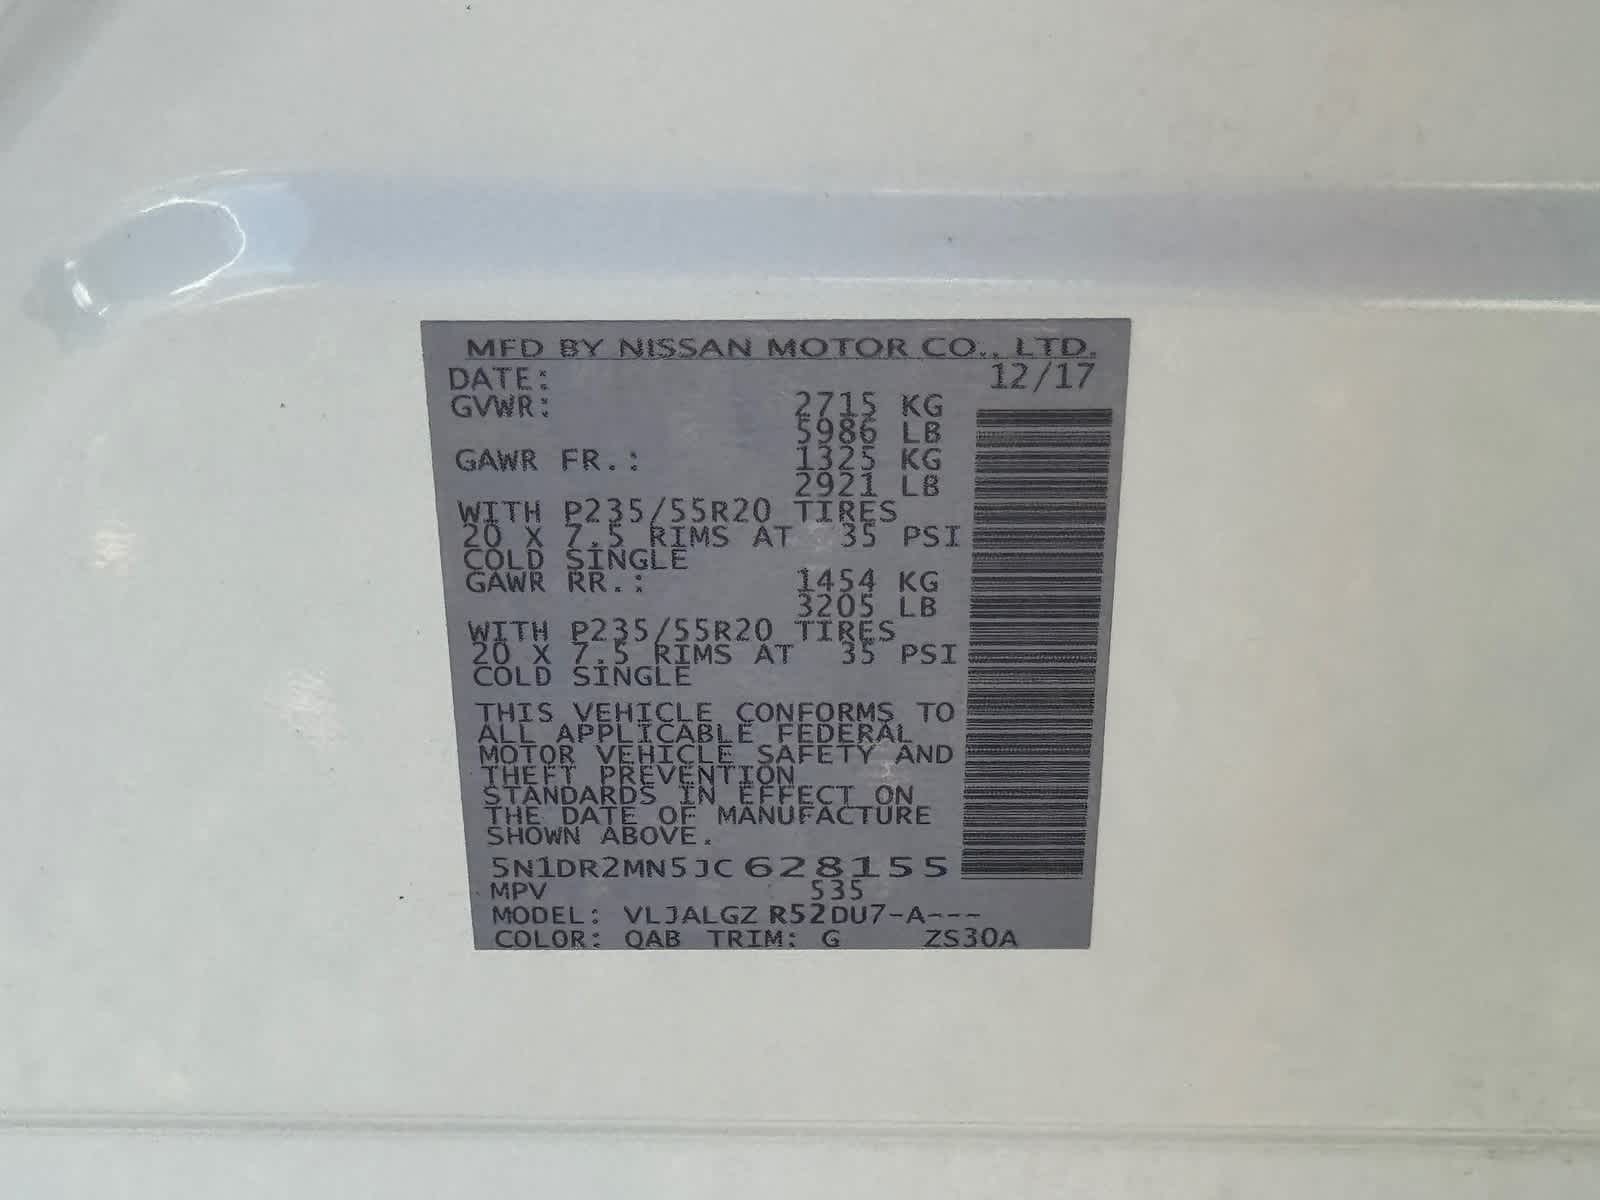 MFD BY NISSAN MOTOR CO., LTD.
DATE: 12/17
GVWR: 2715 KG
5986 LB
GAWR FR.: 1325 KG
2921 LB
WITH P235/55R20 TIRES
20 X 7.5 RIMS AT 35 PSI
COLD SINGLE
GAWR RR.: 1454 KG
3205 LB
WITH P235/55R20 TIRES
20 X 7.5 RIMS AT 35 PSI
COLD SINGLE
THIS VEHICLE CONFORMS TO
ALL APPLICABLE FEDERAL
MOTOR VEHICLE SAFETY AND
THEFT PREVENTION
STANDARDS IN EFFECT ON
THE DATE OF MANUFACTURE
SHOWN ABOVE.
5N1DR2MN5JC628155
MPV 535
MODEL: VLJALGZ R52DU7-A---
COLOR: QAB TRIM: G ZS30A